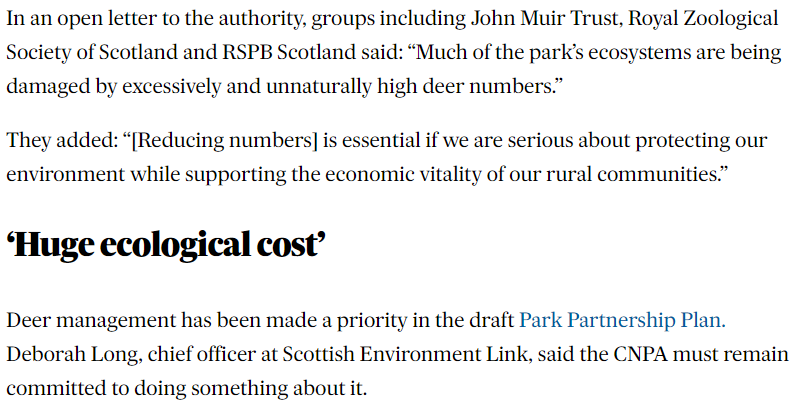 In an open letter to the authority, groups including John Muir Trust, Royal Zoological
Society of Scotland and RSPB Scotland said: “Much of the park’s ecosystems are being
damaged by excessively and unnaturally high deer numbers.”
They added: “[Reducing numbers] is essential if we are serious about protecting our
environment while supporting the economic vitality of our rural communities.”
‘Huge ecological cost’
Deer management has been made a priority in the draft Park Partnership Plan.
Deborah Long, chief officer at Scottish Environment Link, said the CNPA must remain
committed to doing something about it.